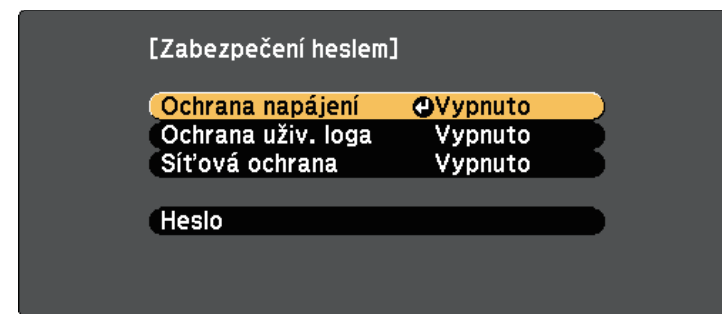 [Zabezpečení heslem]
Ochrana napájení Vypnuto
Ochrana uživ. loga Vypnuto
Síťová ochrana Vypnuto
Heslo